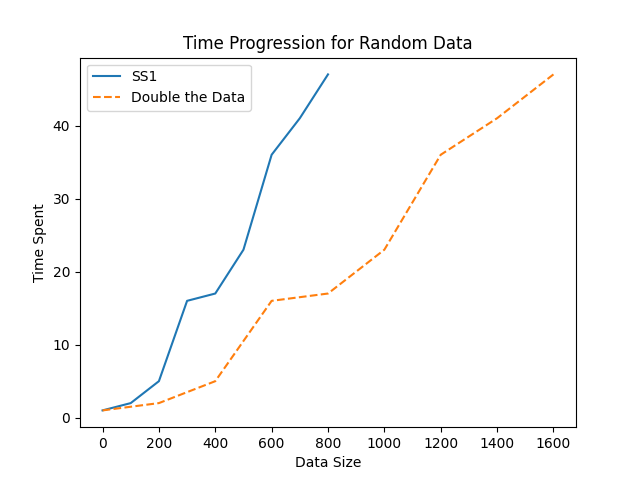 Time Progression for Random Data
SS1
Double the Data
Time Spent
40
30
20
10
0
0 200 400 600 800 1000 1200 1400 1600
Data Size